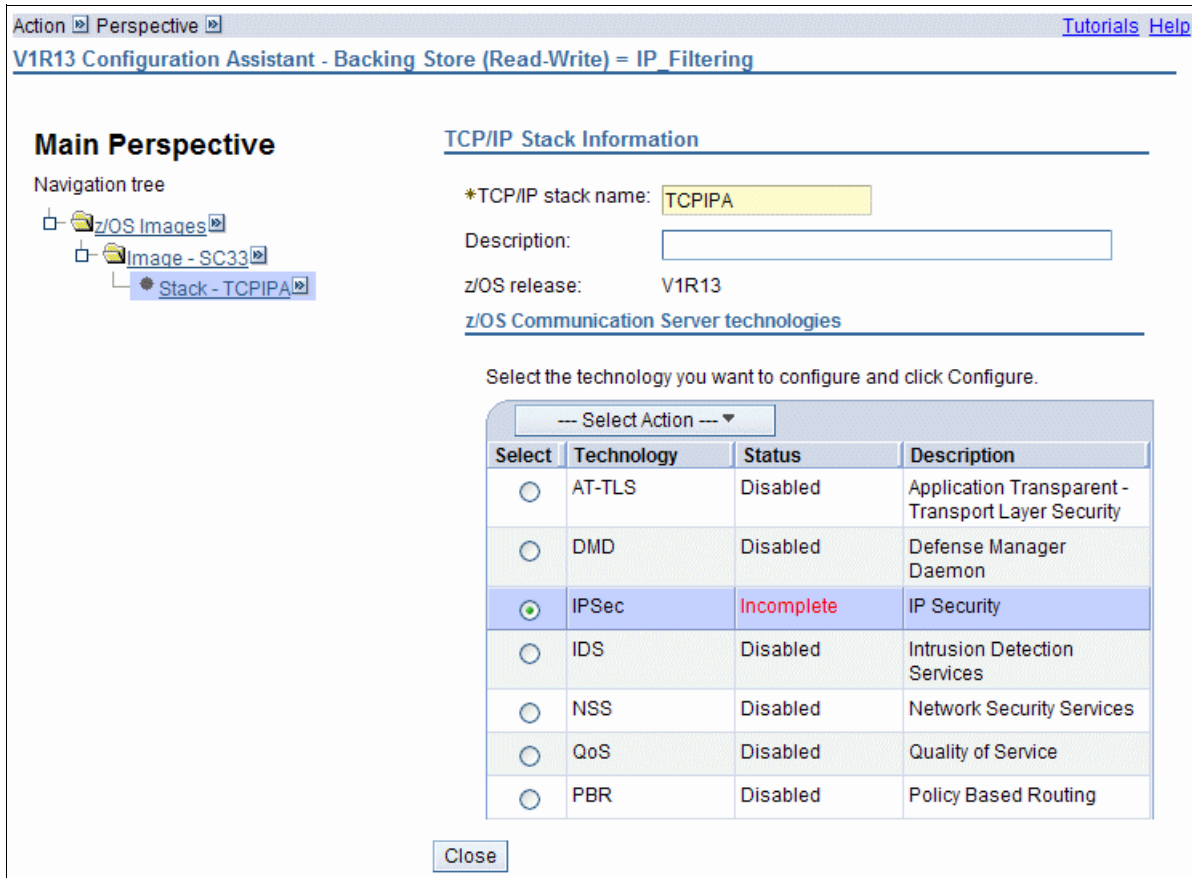 Action Perspective Tutorials Help
V1R13 Configuration Assistant - Backing Store (Read-Write) = IP_Filtering
Main Perspective
Navigation tree
z/OS Images
Image - SC33
Stack - TCPIPA
TCP/IP Stack Information
*TCP/IP stack name: TCPIPA
Description:
z/OS release: V1R13
z/OS Communication Server technologies
Select the technology you want to configure and click Configure.
--- Select Action ---
Select Technology Status Description
AT-TLS Disabled Application Transparent -
Transport Layer Security
DMD Disabled Defense Manager
Daemon
IPSec Incomplete IP Security
IDS Disabled Intrusion Detection
Services
NSS Disabled Network Security Services
QoS Disabled Quality of Service
PBR Disabled Policy Based Routing
Close